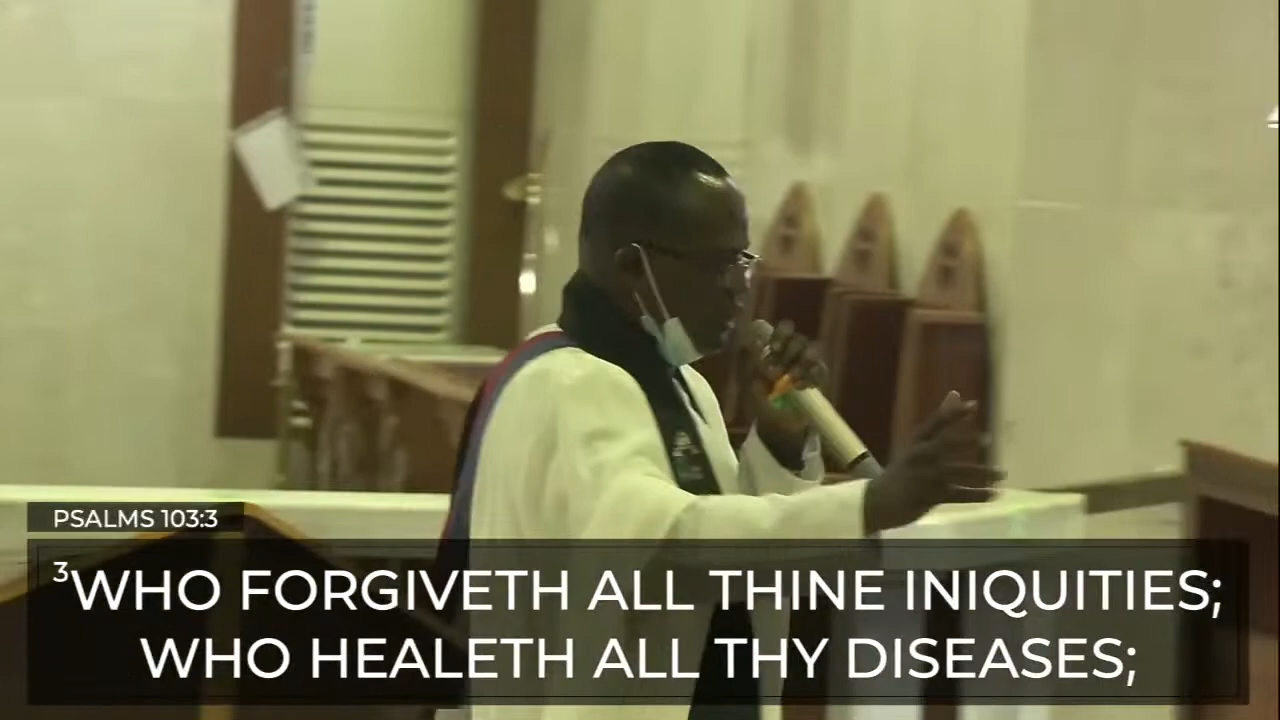 PSALMS 103:3
³WHO FORGIVETH ALL THINE INIQUITIES;
WHO HEALETH ALL THY DISEASES;